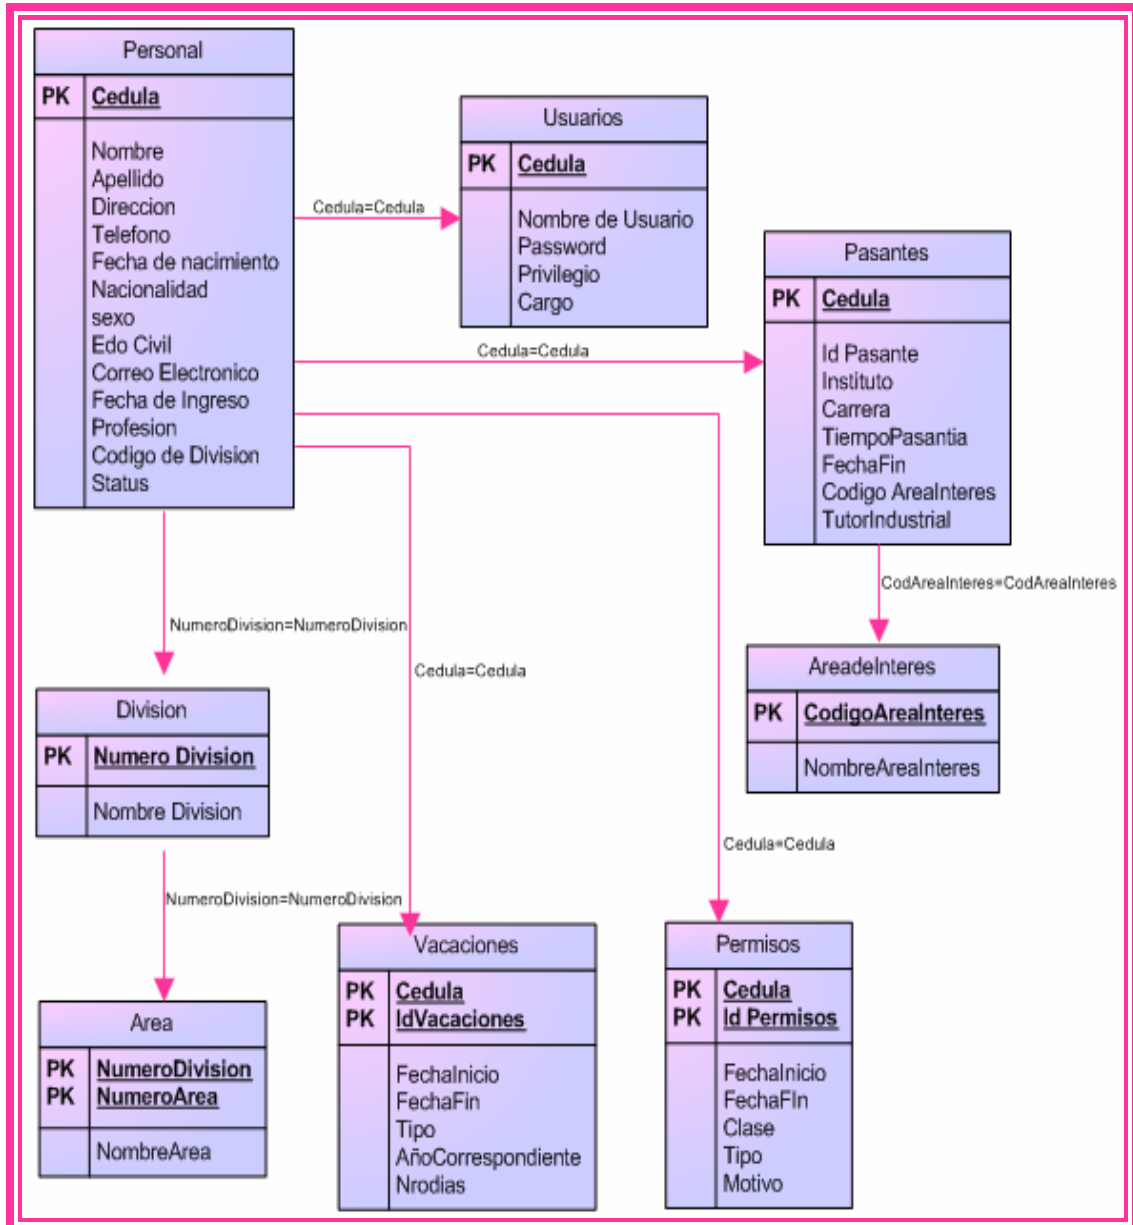 Personal
PK Cedula
Nombre
Apellido
Direccion
Telefono
Fecha de nacimiento
Nacionalidad
sexo
Edo Civil
Correo Electronico
Fecha de Ingreso
Profesion
Codigo de Division
Status
Cedula=Cedula
Usuarios
PK Cedula
Nombre de Usuario
Password
Privilegio
Cargo
Cedula=Cedula
Pasantes
PK Cedula
Id Pasante
Instituto
Carrera
TiempoPasantia
FechaFin
Codigo AreaInteres
TutorIndustrial
CodAreaInteres=CodAreaInteres
AreadeInteres
PK CodigoAreaInteres
NombreAreaInteres
NumeroDivision=NumeroDivision
Cedula=Cedula
Division
PK Numero Division
Nombre Division
Cedula=Cedula
NumeroDivision=NumeroDivision
Area
PK NumeroDivision
PK NumeroArea
NombreArea
Vacaciones
PK Cedula
PK IdVacaciones
FechaInicio
FechaFin
Tipo
AñoCorrespondiente
Nrodias
Permisos
PK Cedula
PK Id Permisos
FechaInicio
FechaFIn
Clase
Tipo
Motivo